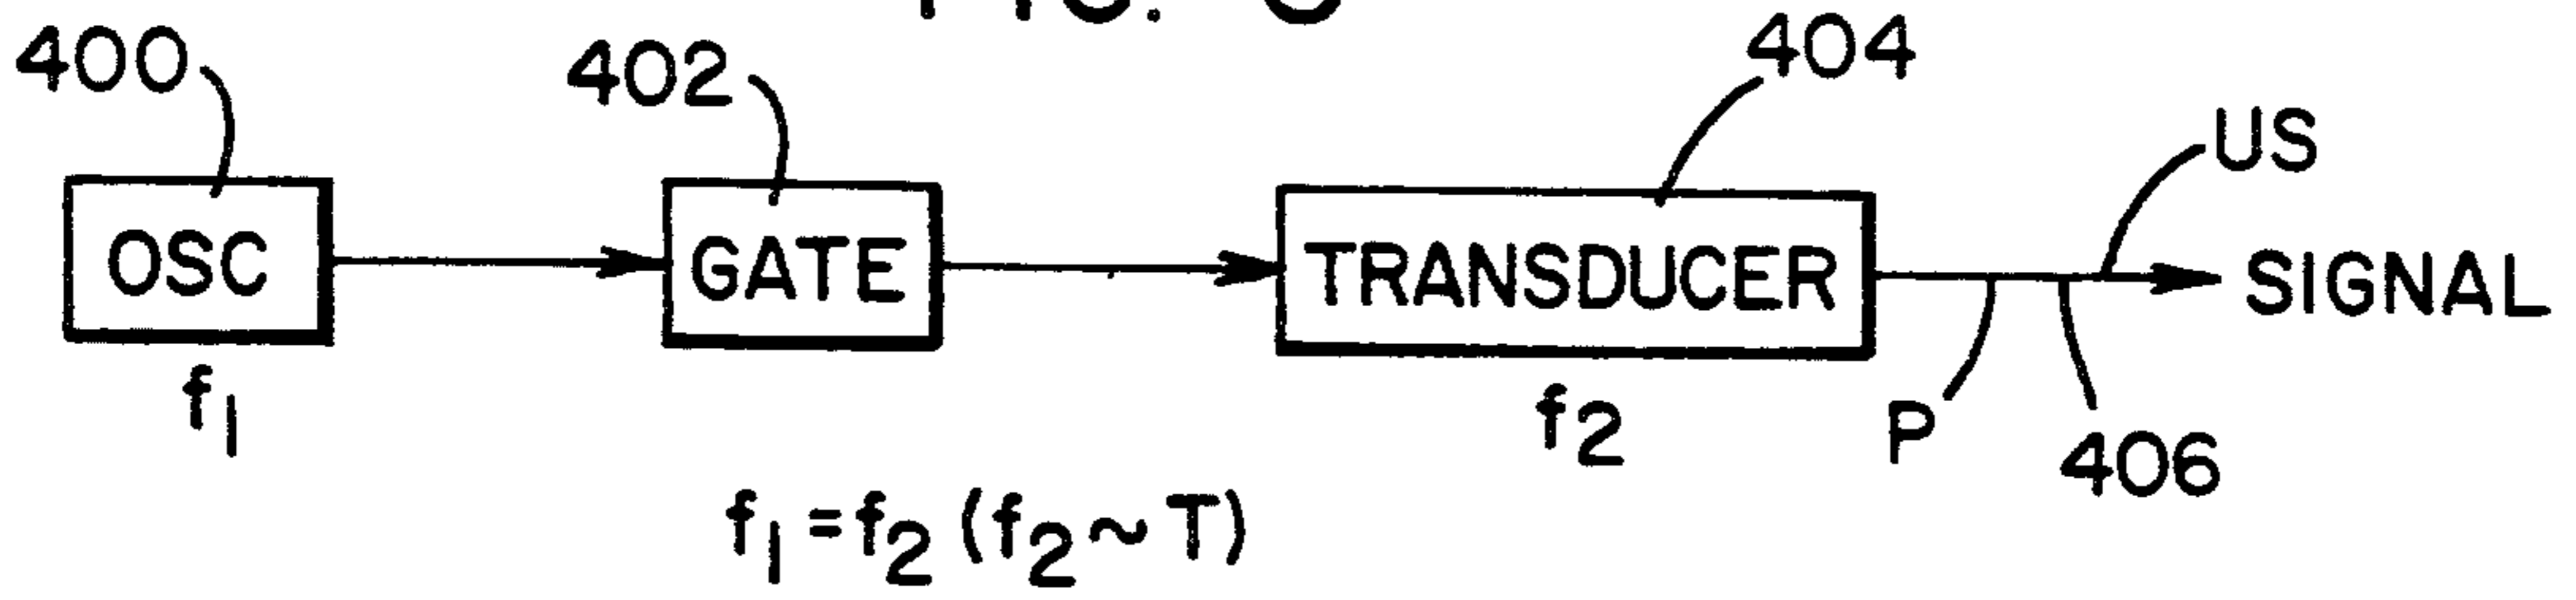 400
402
404
US
OSC
GATE
TRANSDUCER
SIGNAL
f1
f2
P
406
f1=f2(f2~T)